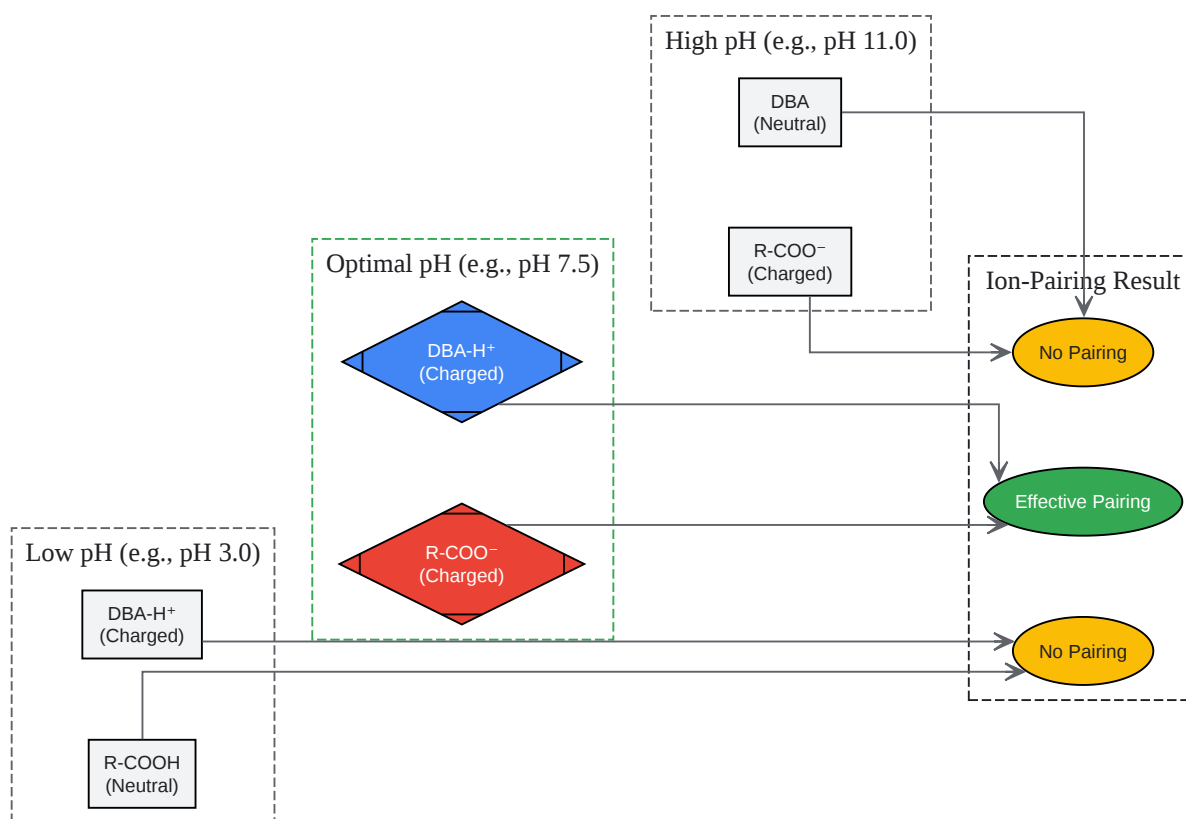 High pH (e.g., pH 11.0)
DBA
(Neutral)
R-COO⁻
(Charged)
Optimal pH (e.g., pH 7.5)
DBA-H⁺
(Charged)
R-COO⁻
(Charged)
Low pH (e.g., pH 3.0)
DBA-H⁺
(Charged)
R-COOH
(Neutral)
Ion-Pairing Result
No Pairing
Effective Pairing
No Pairing